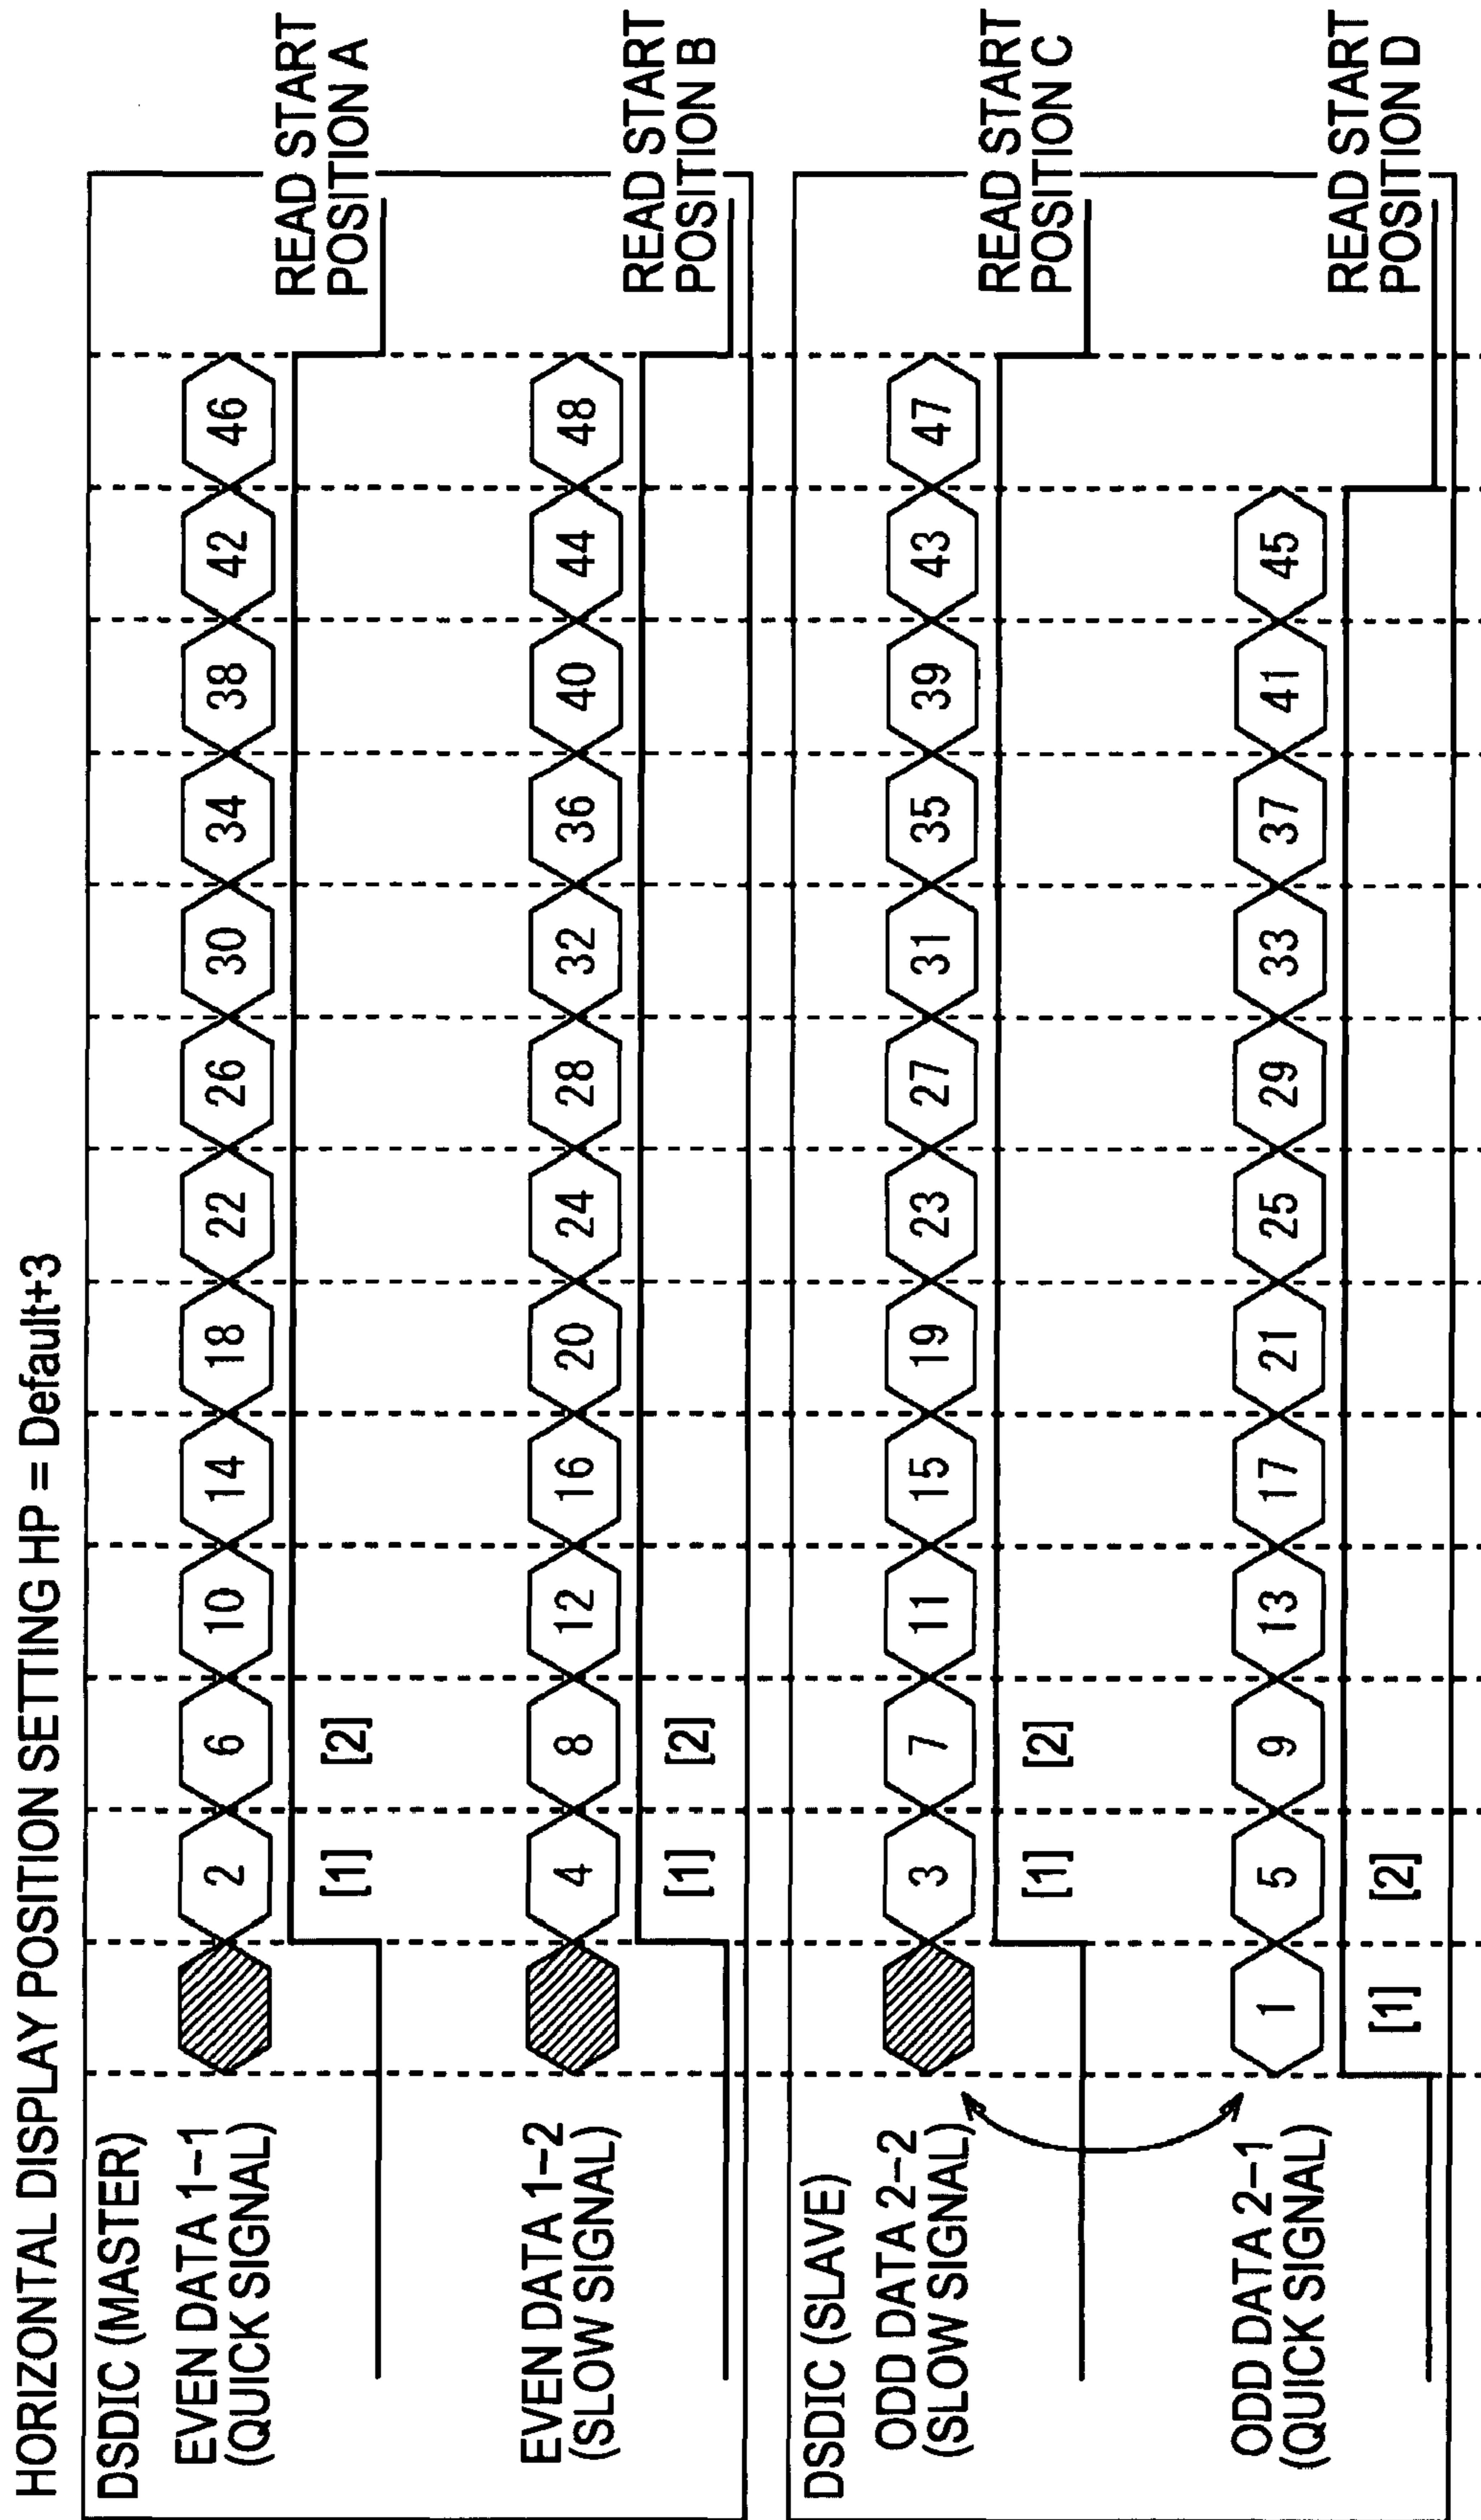 HORIZONTAL DISPLAY POSITION SETTING HP = Default+3
DSDIC (MASTER)
EVEN DATA 1-1
(QUICK SIGNAL)
2 6 10 14 18 22 26 30 34 38 42 46
READ START
POSITION A
[1] [2]
EVEN DATA 1-2
(SLOW SIGNAL)
4 8 12 16 20 24 28 32 36 40 44 48
READ START
POSITION B
[1] [2]
DSDIC (SLAVE)
ODD DATA 2-2
(SLOW SIGNAL)
3 7 11 15 19 23 27 31 35 39 43 47
READ START
POSITION C
[1] [2]
ODD DATA 2-1
(QUICK SIGNAL)
1 5 9 13 17 21 25 29 33 37 41 45
READ START
POSITION D
[1] [2]